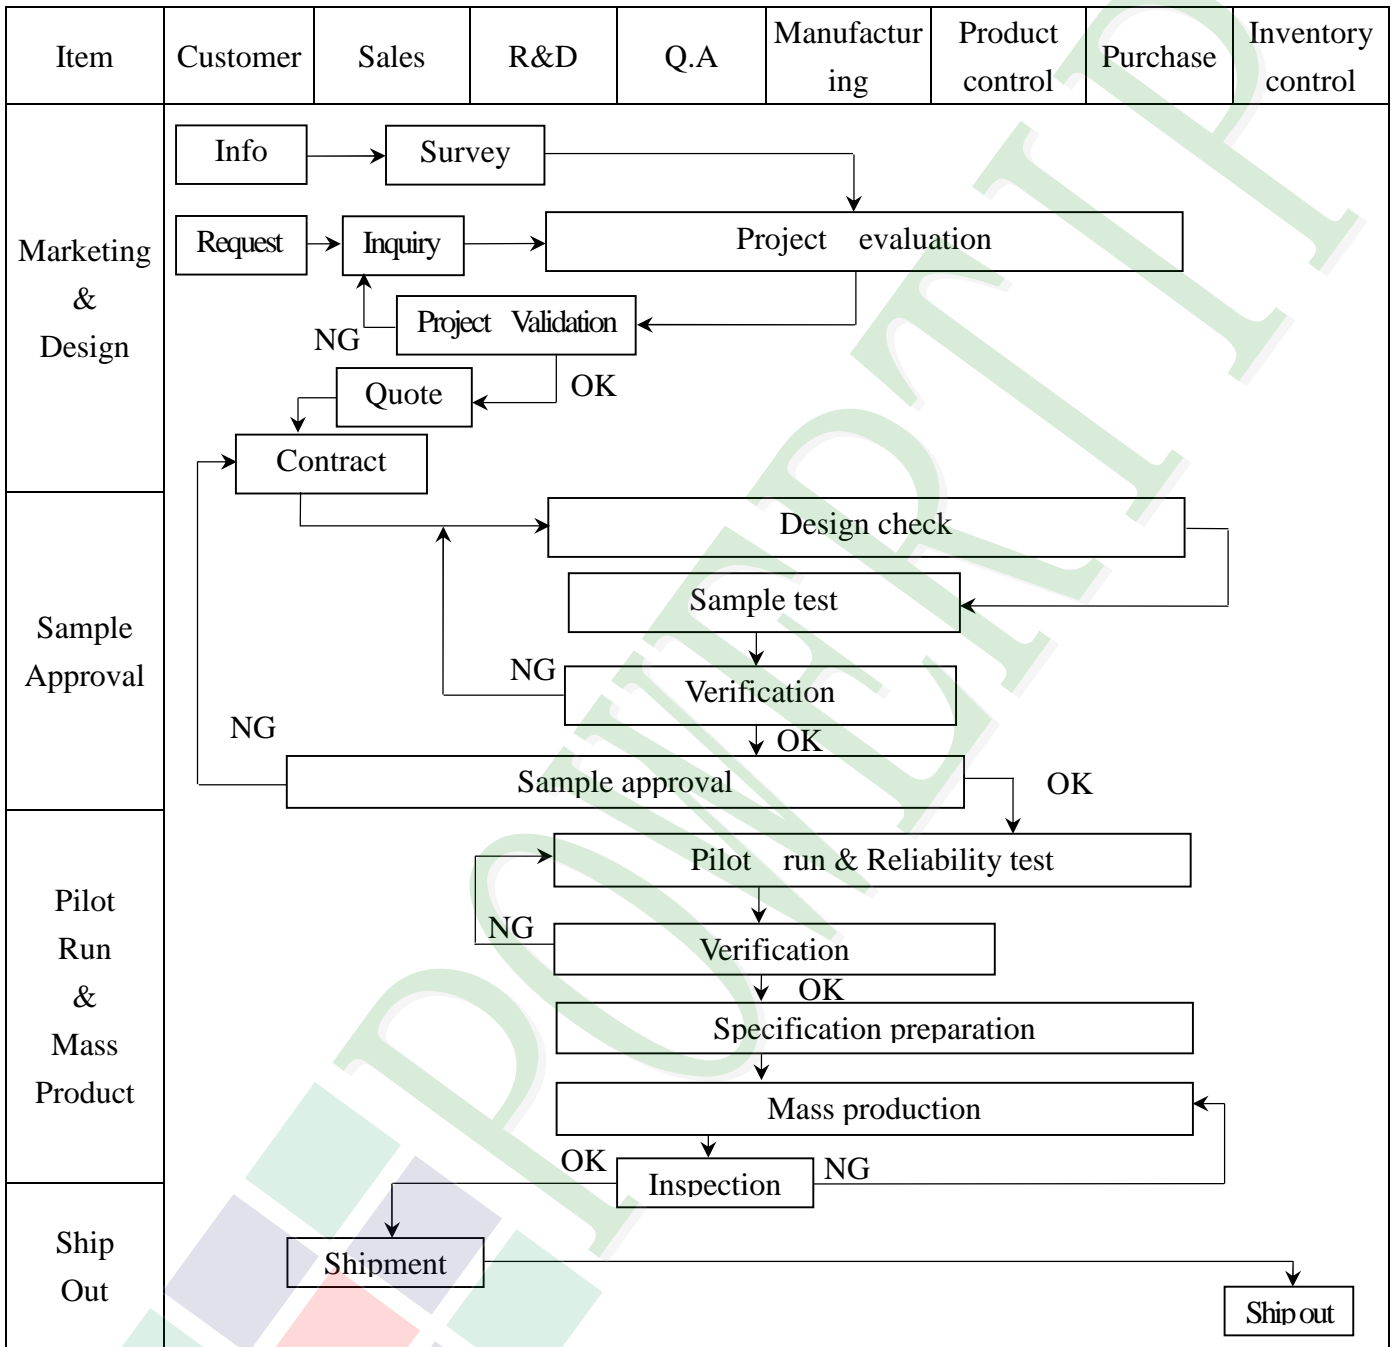 Item
Customer
Sales
R&D
Q.A
Manufactur
ing
Product
control
Purchase
Inventory
control
Marketing
&
Design
Info
Survey
Request
Inquiry
Project evaluation
NG
Project Validation
Quote
OK
Contract
Sample
Approval
Design check
Sample test
NG
Verification
NG
OK
Sample approval
OK
Pilot
Run
&
Mass
Product
Pilot run & Reliability test
NG
Verification
OK
Specification preparation
Mass production
OK
Inspection
NG
Ship
Out
Shipment
Ship out
POWERTIP